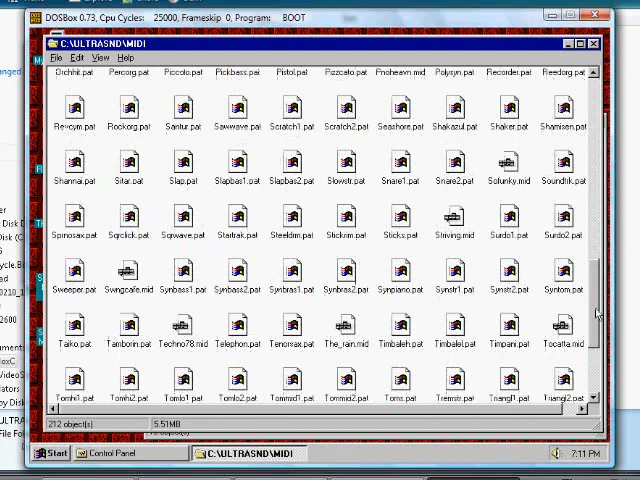 DOSBox 0.73, Cpu Cycles: 25000, Frameskip 0, Program: BOOT
anged
C:\ULTRASND\MIDI
File Edit View Help
Orchhit.pat Percorg.pat Piccolo.pat Pickbass.pat Pistol.pat Pizzcato.pat Pnoheavn.mid Polysyn.pat Recorder.pat Reedorg.pat
Revcym.pat Rockorg.pat Santur.pat Sawwave.pat Scratch1.pat Scratch2.pat Seashore.pat Shakazul.pat Shaker.pat Shamisen.pat
Shannai.pat Sitar.pat Slap.pat Slapbas1.pat Slapbas2.pat Slowstr.pat Snare1.pat Snare2.pat Sofunky.mid Soundtrk.pat
Sprnosax.pat Sqrclick.pat Sqrwave.pat Startrak.pat Steeldrm.pat Stickrim.pat Sticks.pat Striving.mid Surdo1.pat Surdo2.pat
Sweeper.pat Swngcafe.mid Synbass1.pat Synbass2.pat Synbras1.pat Synbras2.pat Synpiano.pat Synstr1.pat Synstr2.pat Syntom.pat
Taiko.pat Tamborin.pat Techno78.mid Telephon.pat Tenorsax.pat The_rain.mid Timbaleh.pat Timbalel.pat Timpani.pat Tocatta.mid
Tomhi1.pat Tomhi2.pat Tomlo1.pat Tomlo2.pat Tommid1.pat Tommid2.pat Toms.pat Tremstr.pat Triangl1.pat Triangl2.pat
212 object(s) 5.51MB
Start Control Panel C:\ULTRASND\MIDI 7:11 PM